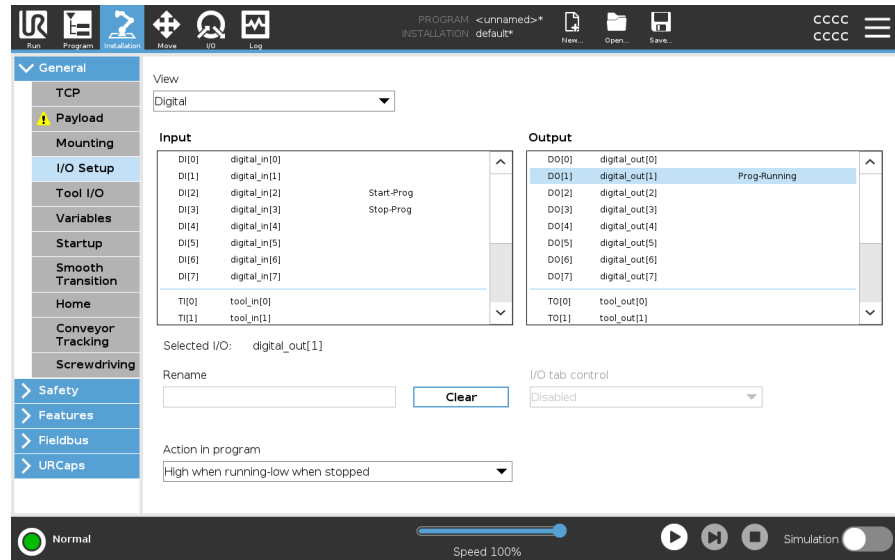 UR
PROGRAM <unnamed>*
INSTALLATION default*
CCCC
CCCC
Run Program Installation Move I/O Log New... Open... Save...
General
TCP
Payload
Mounting
I/O Setup
Tool I/O
Variables
Startup
Smooth
Transition
Home
Conveyor
Tracking
Screwdriving
Safety
Features
Fieldbus
URCaps
View
Digital
Input
DI[0] digital_in[0]
DI[1] digital_in[1]
DI[2] digital_in[2] Start-Prog
DI[3] digital_in[3] Stop-Prog
DI[4] digital_in[4]
DI[5] digital_in[5]
DI[6] digital_in[6]
DI[7] digital_in[7]
TI[0] tool_in[0]
TI[1] tool_in[1]
Output
DO[0] digital_out[0]
DO[1] digital_out[1] Prog-Running
DO[2] digital_out[2]
DO[3] digital_out[3]
DO[4] digital_out[4]
DO[5] digital_out[5]
DO[6] digital_out[6]
DO[7] digital_out[7]
TO[0] tool_out[0]
TO[1] tool_out[1]
Selected I/O: digital_out[1]
Rename
Clear
I/O tab control
Disabled
Action in program
High when running-low when stopped
Normal
Speed 100%
Simulation